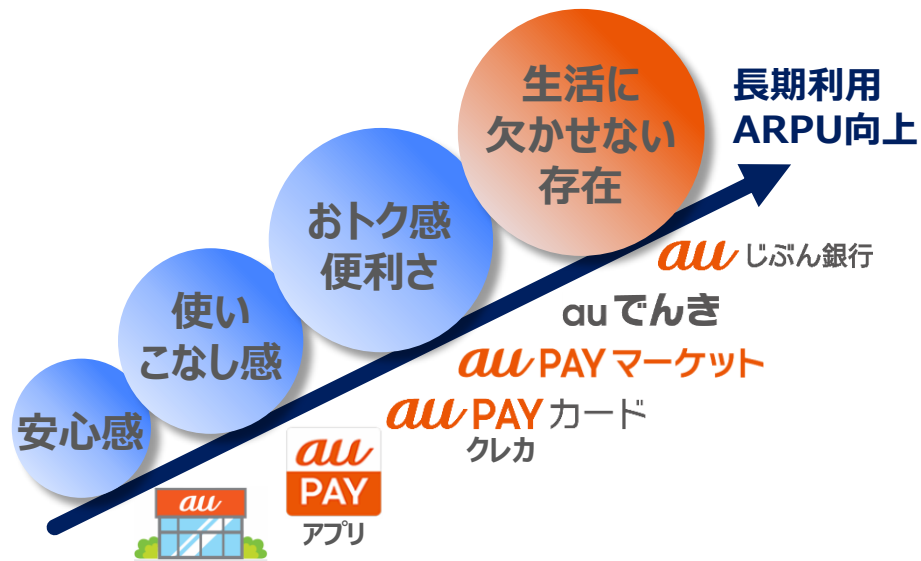 生活に
欠かせない
存在
長期利用
ARPU向上
おトク感
便利さ
使い
こなし感
安心感
au じぶん銀行
au でんき
au PAY マーケット
au PAY カード
クレカ
au
PAY
アプリ
au